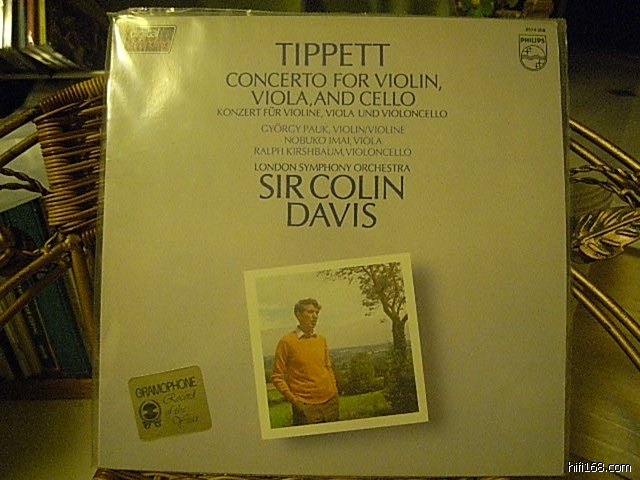 Digital
PHILIPS
TIPPETT
CONCERTO FOR VIOLIN,
VIOLA, AND CELLO
KONZERT FÜR VIOLINE, VIOLA UND VIOLONCELLO
GYÖRGY PAUK, VIOLIN/VIOLINE
NOBUKO IMAI, VIOLA
RALPH KIRSHBAUM, VIOLONCELLO
LONDON SYMPHONY ORCHESTRA
SIR COLIN
DAVIS
GRAMOPHONE
Record
of the
Year
hifi168.com